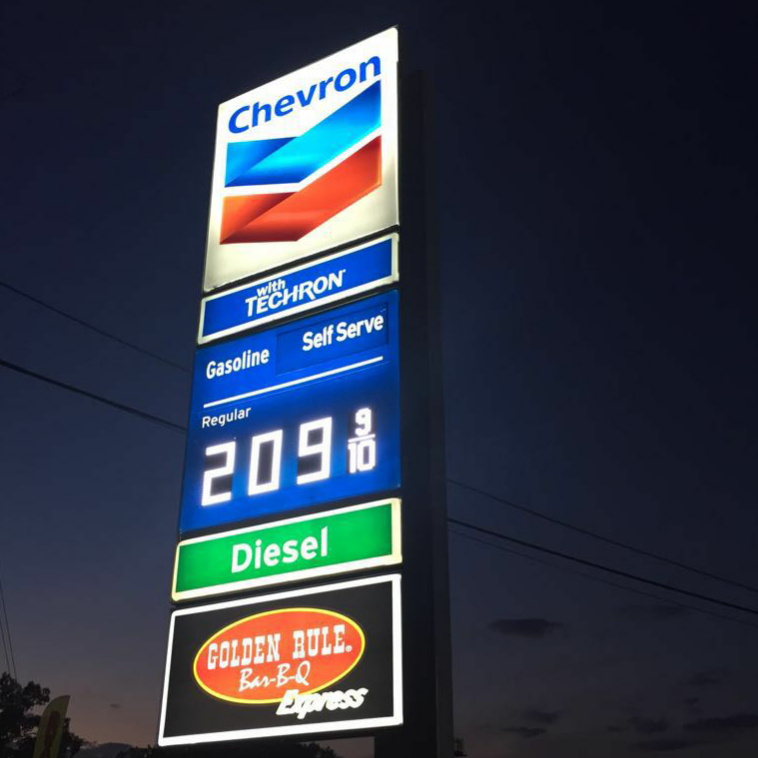 Chevron
with
TECHRON
Gasoline Self Serve
Regular
209 9/10
Diesel
GOLDEN RULE.
Bar-B-Q
Express